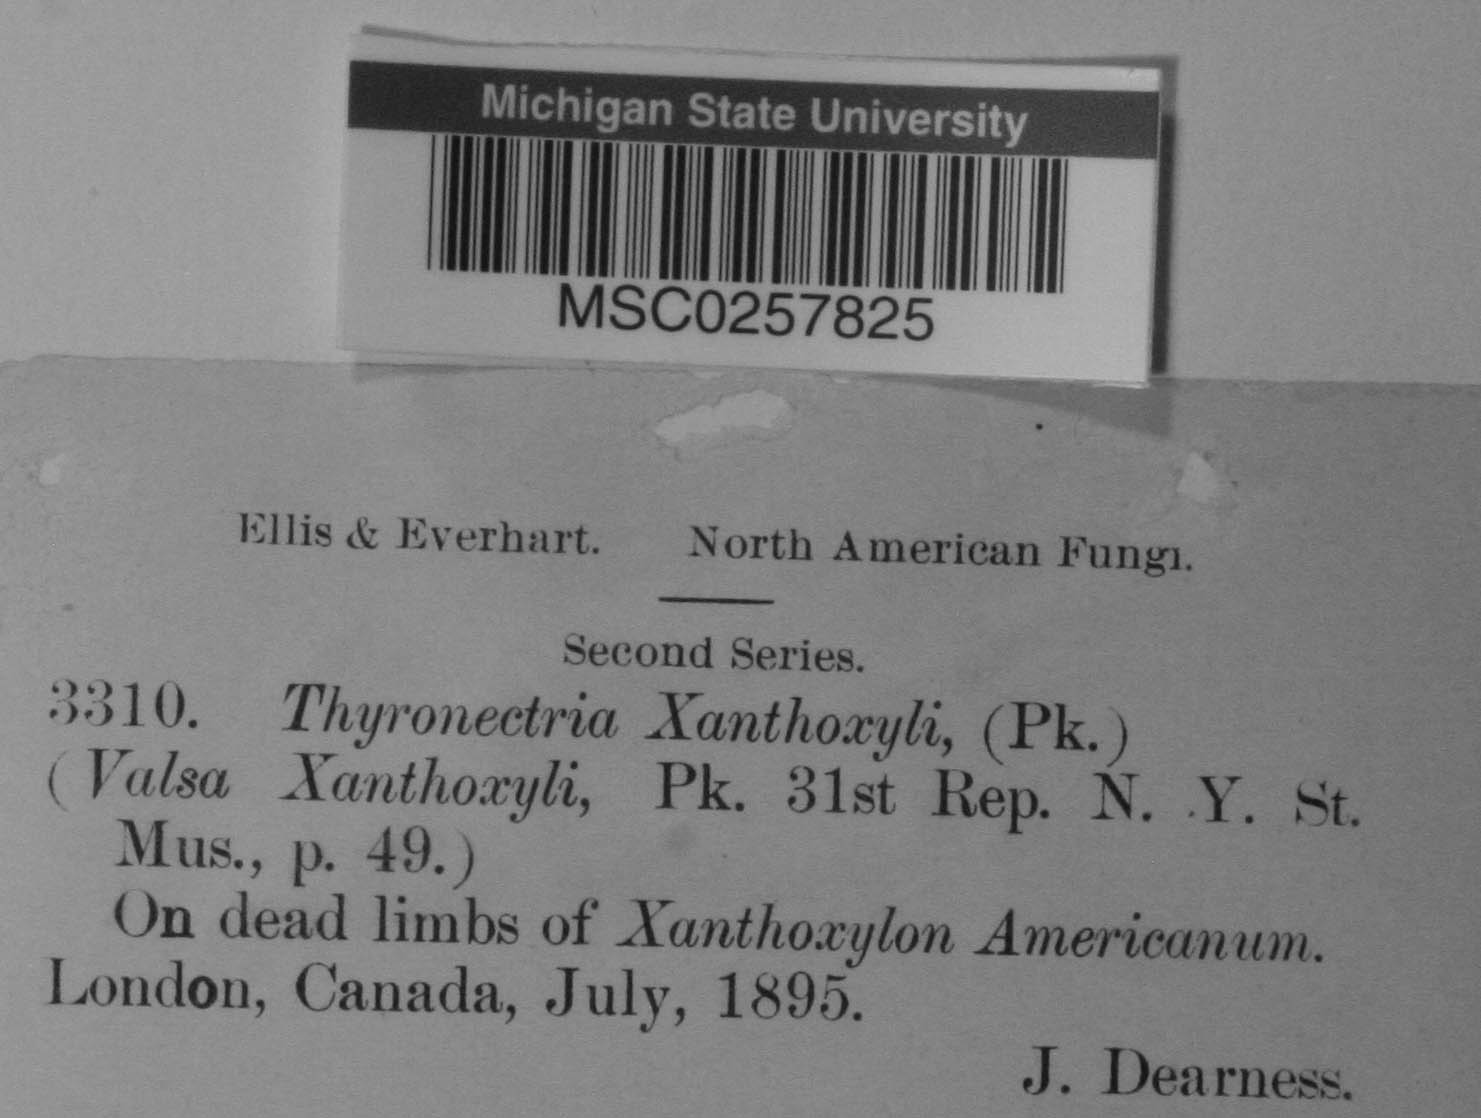 Michigan State University
MSC0257825
Ellis & Everhart. North American Fungi.
Second Series.
3310. Thyronectria Xanthoxyli, (Pk.)
(Valsa Xanthoxyli, Pk. 31st Rep. N. Y. St.
Mus., p. 49.)
On dead limbs of Xanthoxylon Americanum.
London, Canada, July, 1895.
J. Dearness.